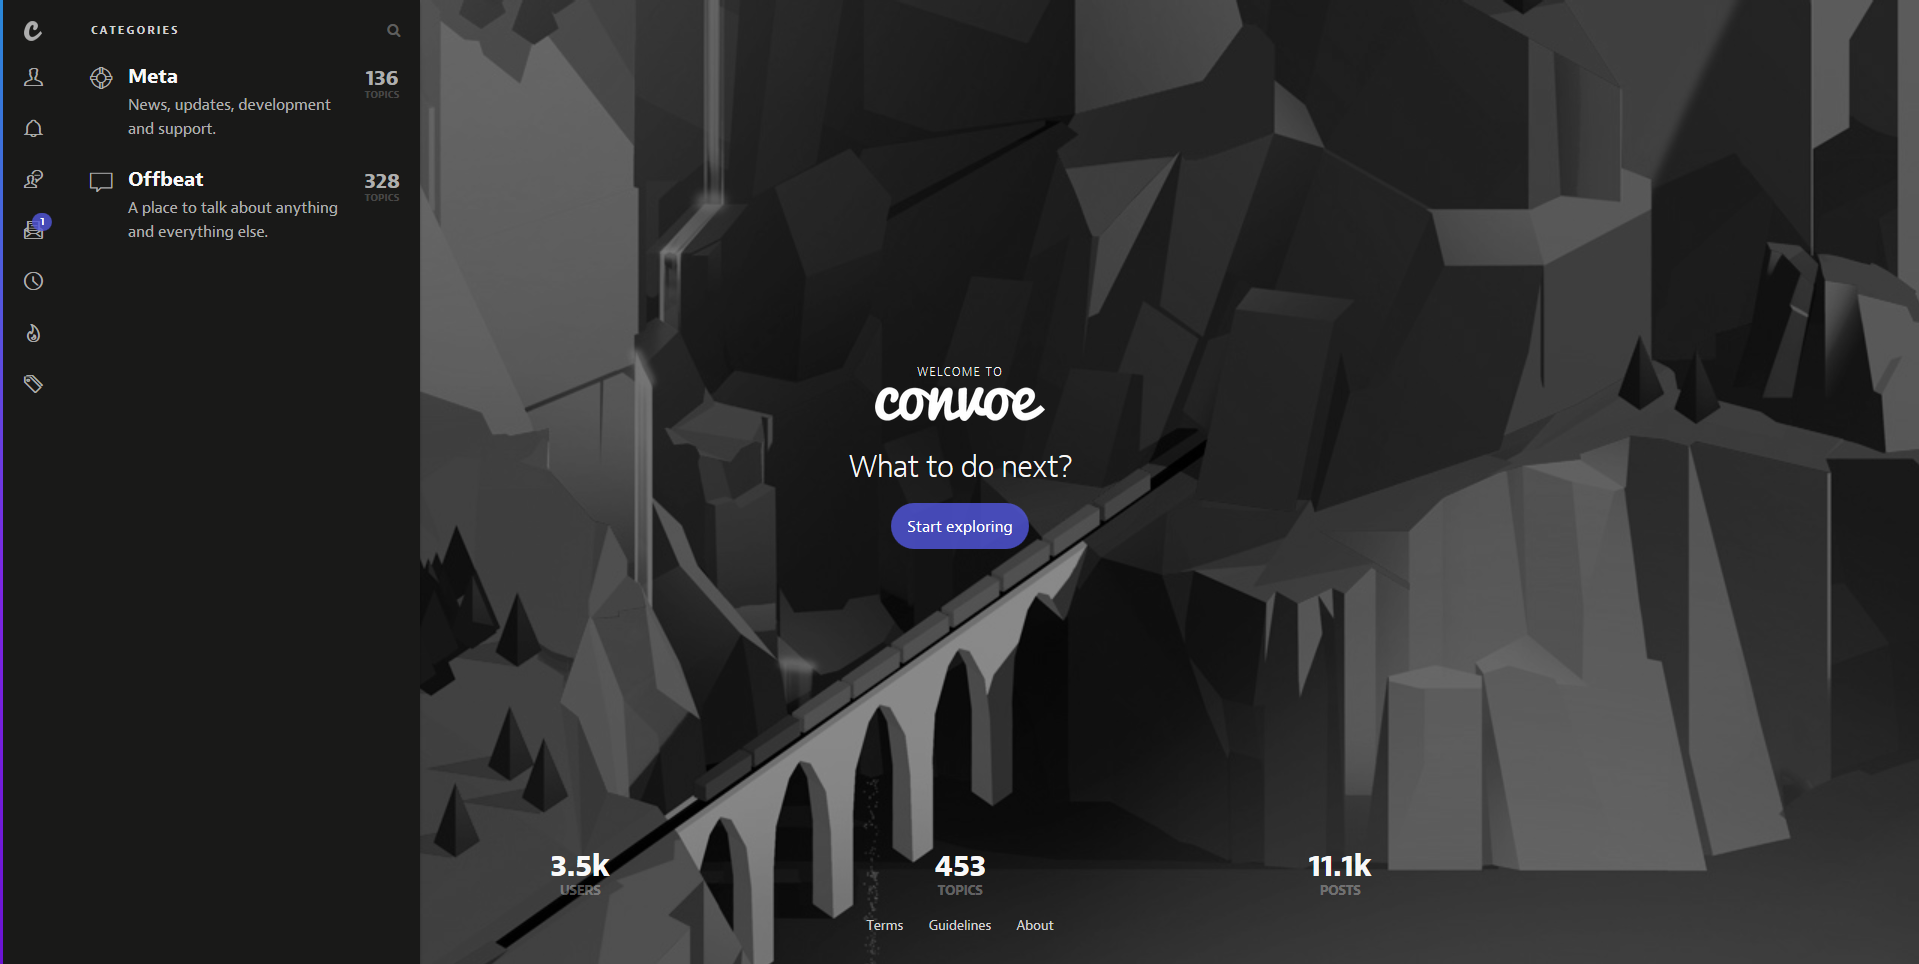 CATEGORIES
Meta
136
TOPICS
News, updates, development
and support.
Offbeat
328
TOPICS
A place to talk about anything
and everything else.
1
WELCOME TO
convoe
What to do next?
Start exploring
3.5k
USERS
453
TOPICS
11.1k
POSTS
Terms Guidelines About